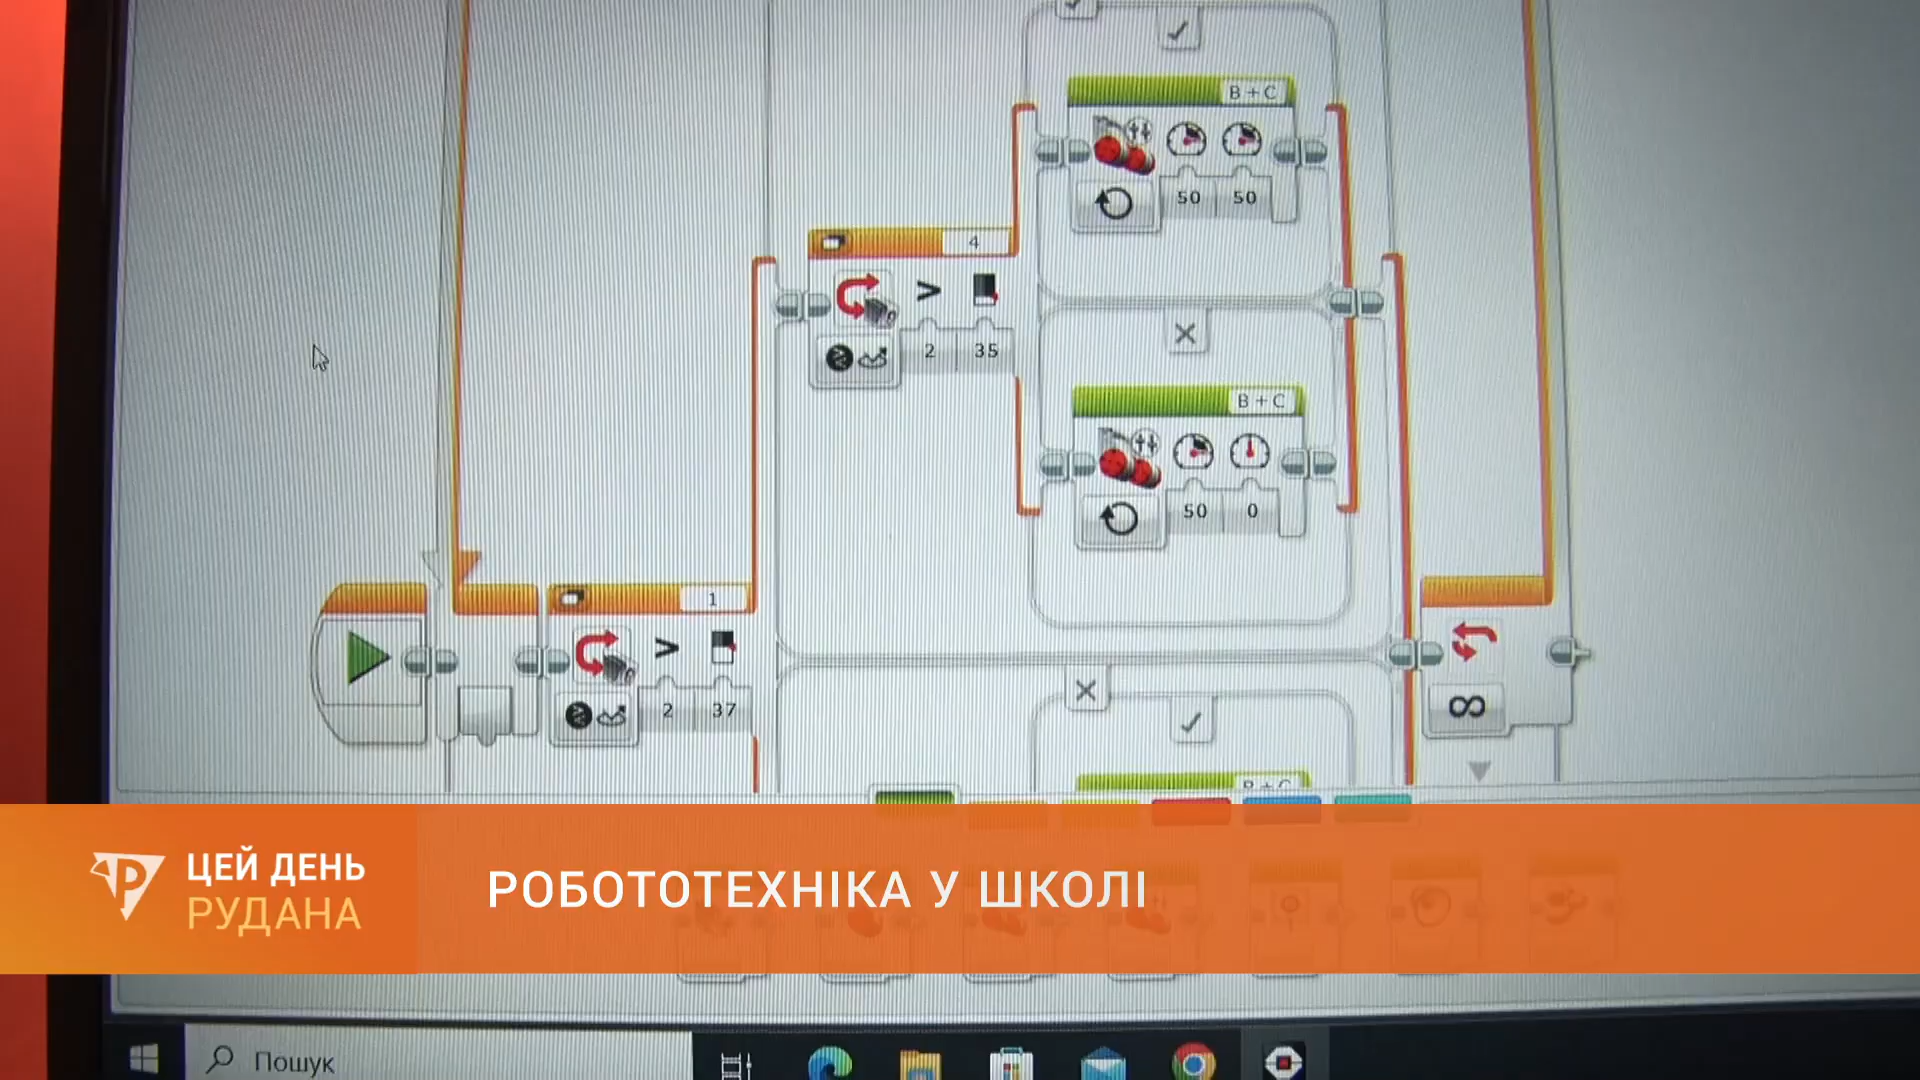 B + C
50 50
4
>
2 35
B + C
50 0
1
>
2 37
B + C
∞
ЦЕЙ ДЕНЬ
РУДАНА
РОБОТОТЕХНІКА У ШКОЛІ
Пошук